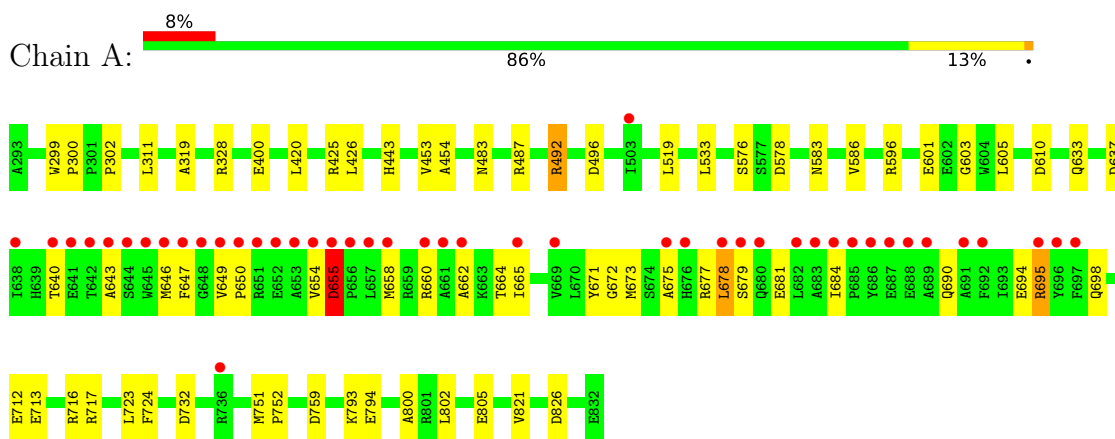 8%
Chain A:
86% 13% •
A293 W299 P300 P301 P302 L311 A319 R328 E400 L420 R425 L426 H443 V453 A454 N483 R487 R492 D496 I503 L519 L533 S576 S577 D578 N583 V586 R596 E601 E602 G603 W604 L605 D610 Q633 D637
I638 H639 T640 E641 T642 A643 S644 W645 M646 F647 G648 V649 P650 R651 E652 A653 V654 D655 P656 L657 M658 R659 R660 A661 A662 K663 T664 I665 V669 L670 Y671 G672 M673 S674 A675 H676 R677 L678 S679 Q680 E681 L682 A683 I684 P685 Y686 E687 E688 A689 Q690 A691 F692 I693 E694 R695 Y696 F697 Q698
E712 E713 R716 R717 L723 F724 D732 R736 M751 P752 D759 K793 E794 A800 R801 L802 E805 V821 D826 E832